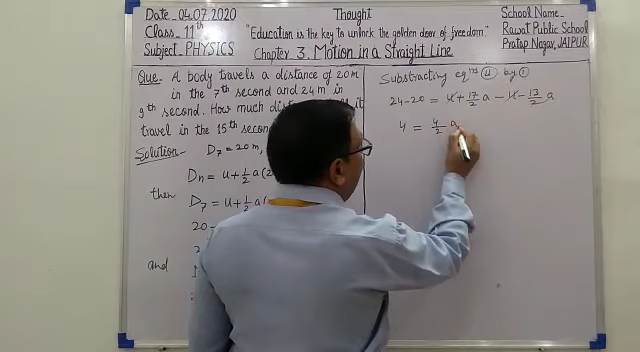 Date - 04.07.2020
Class - 11th
Subject - PHYSICS
Thought
"Education is the key to unlock the golden door of freedom."
Chapter 3. Motion in a Straight Line
School Name -
Rawat Public School
Pratap Nagar, JAIPUR
Que. A body travels a distance of 20m
in the 7th second and 24m in
9th second. How much it
travel in the 15th
Solution - D7 = 20m,
Dn = u + 1/2 a(2
then D7 = u + 1/2 a(
20 -
2
and
Substracting eqns (ii) by (i)
24 - 20 = u + 17/2 a - u - 13/2 a
4 = 4/2 a